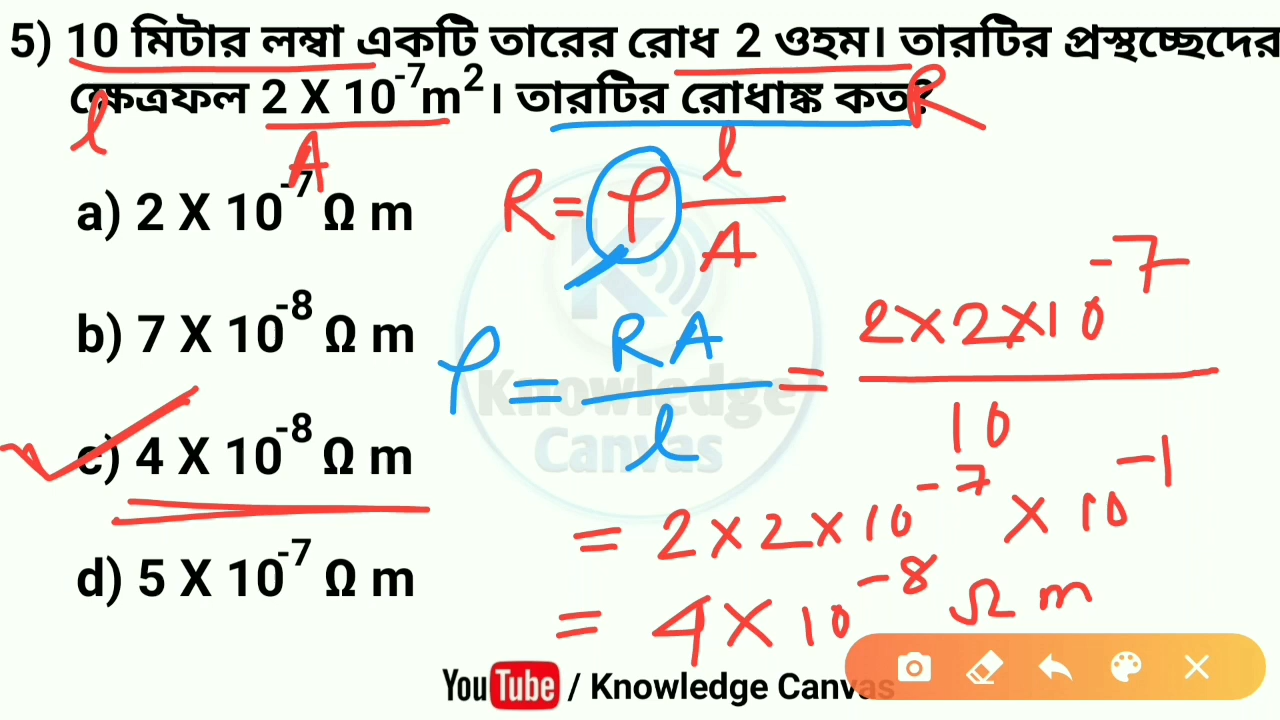 5) 10 মিটার লম্বা একটি তারের রোধ 2 ওহম। তারটির প্রস্থচ্ছেদের
ক্ষেত্রফল 2 X 10⁻⁷m²। তারটির রোধাঙ্ক কত?
l
A
R
a) 2 X 10⁻⁷ Ω m
b) 7 X 10⁻⁸ Ω m
c) 4 X 10⁻⁸ Ω m
d) 5 X 10⁻⁷ Ω m
R = ρ l / A
ρ = RA / l = 2 × 2 × 10⁻⁷ / 10
= 2 × 2 × 10⁻⁷ × 10⁻¹
= 4 × 10⁻⁸ Ω m
Knowledge
Canvas
YouTube / Knowledge Canvas